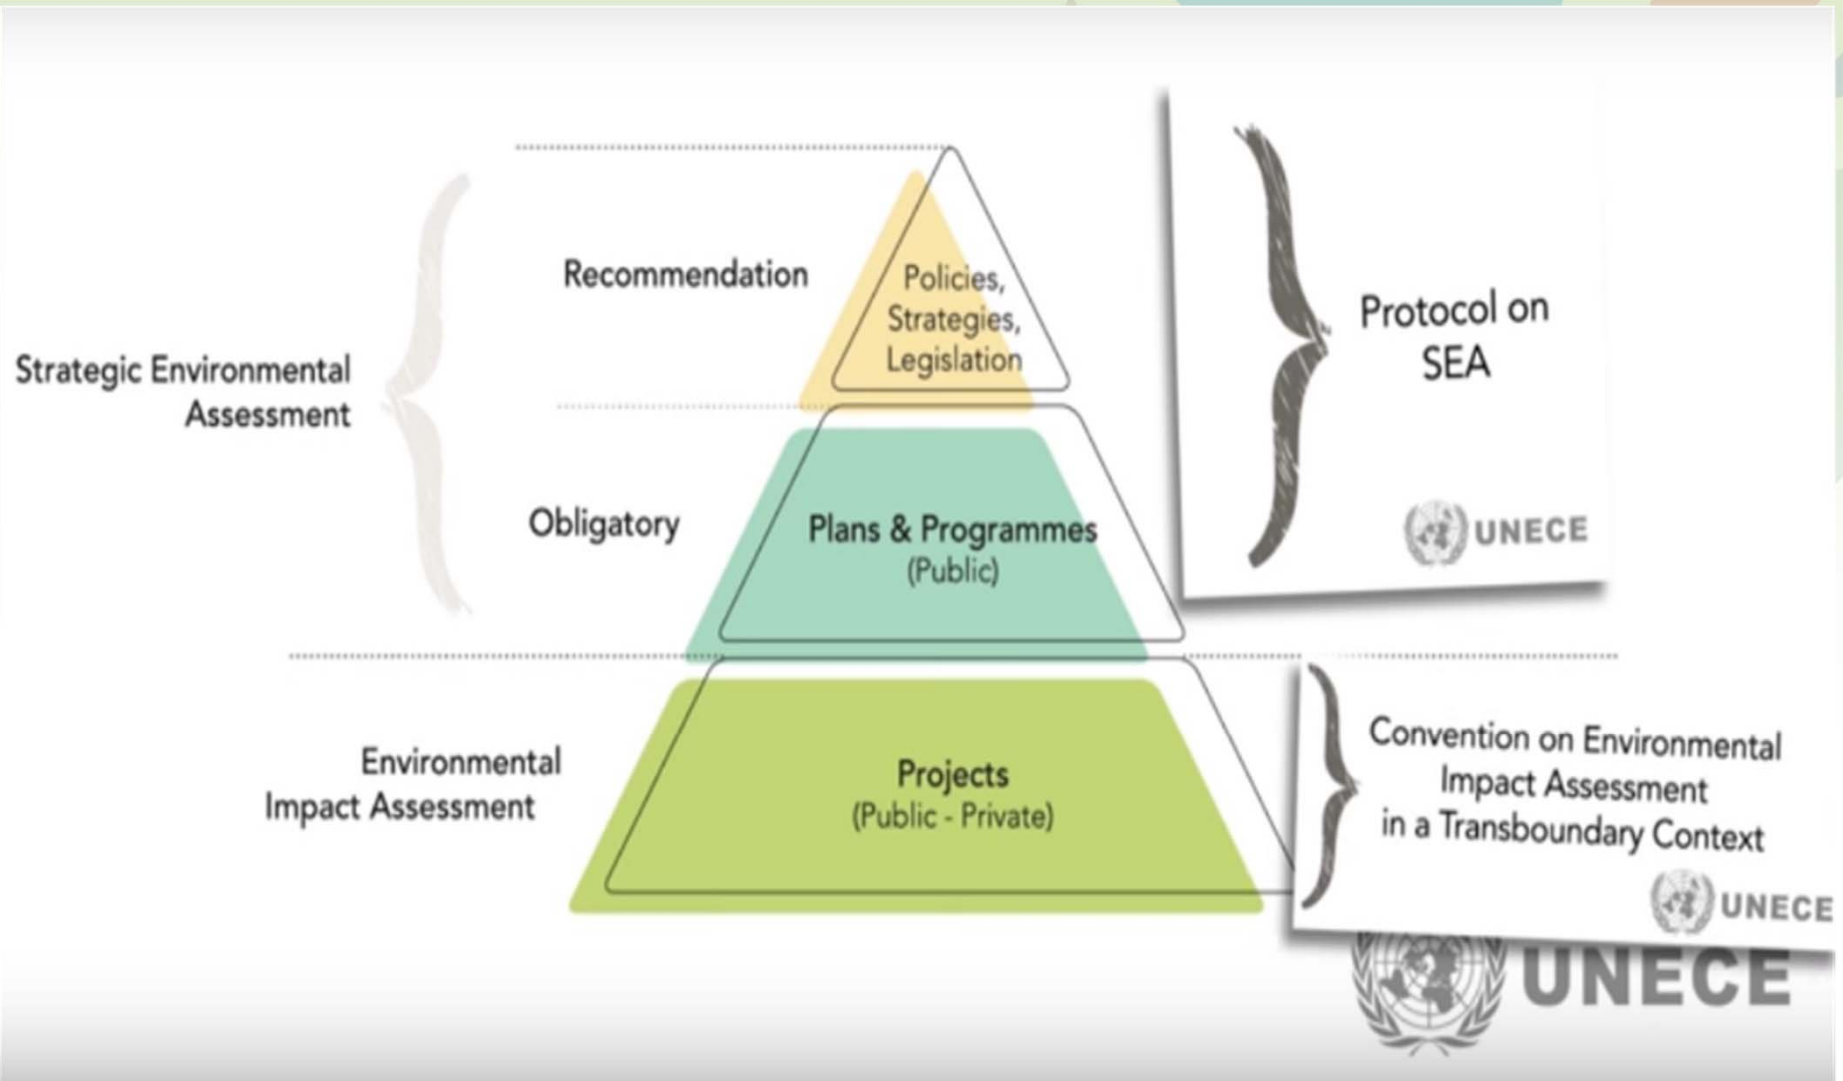 Recommendation
Policies,
Strategies,
Legislation
Strategic Environmental
Assessment
Protocol on
SEA
UNECE
Obligatory
Plans & Programmes
(Public)
Environmental
Impact Assessment
Projects
(Public - Private)
Convention on Environmental
Impact Assessment
in a Transboundary Context
UNECE
UNECE